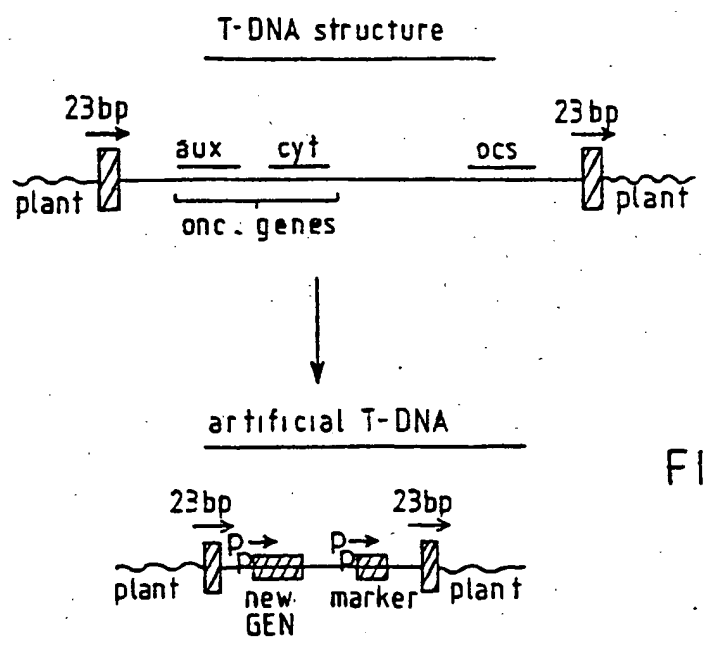 T-DNA structure
23bp 23bp
aux cyt ocs
plant plant
onc. genes
artificial T-DNA
FI
23bp 23bp
P P
p p
plant new marker plant
GEN